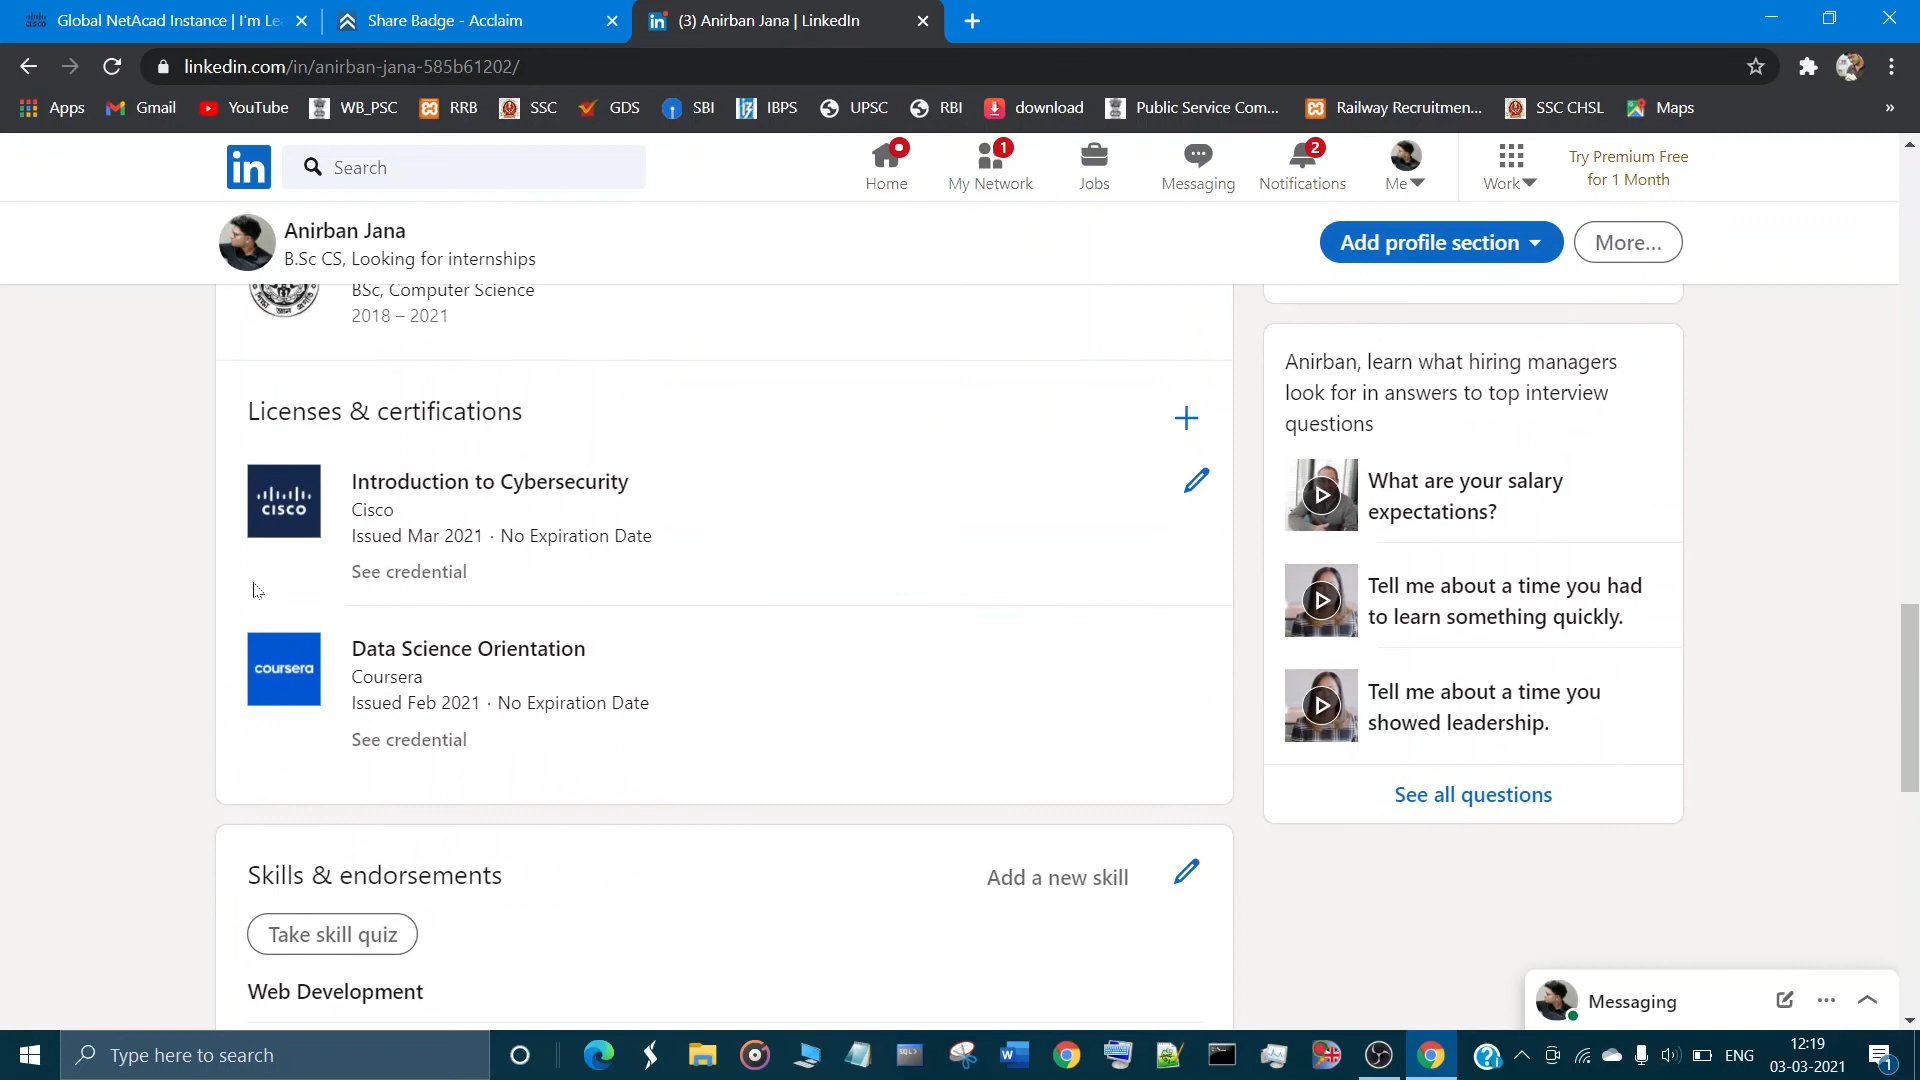 Global NetAcad Instance | I'm Le
Share Badge - Acclaim
(3) Anirban Jana | LinkedIn
linkedin.com/in/anirban-jana-585b61202/
Apps
Gmail
YouTube
WB_PSC
RRB
SSC
GDS
SBI
IBPS
UPSC
RBI
download
Public Service Com...
Railway Recruitmen...
SSC CHSL
Maps
»
in
Search
Home
1
My Network
Jobs
Messaging
2
Notifications
Me
Work
Try Premium Free
for 1 Month
Anirban Jana
B.Sc CS, Looking for internships
Add profile section
More...
BSc, Computer Science
2018 – 2021
Licenses & certifications
CISCO
Introduction to Cybersecurity
Cisco
Issued Mar 2021 · No Expiration Date
See credential
coursera
Data Science Orientation
Coursera
Issued Feb 2021 · No Expiration Date
See credential
Skills & endorsements
Add a new skill
Take skill quiz
Web Development
Anirban, learn what hiring managers
look for in answers to top interview
questions
What are your salary
expectations?
Tell me about a time you had
to learn something quickly.
Tell me about a time you
showed leadership.
See all questions
Messaging
Type here to search
ENG
12:19
03-03-2021
1